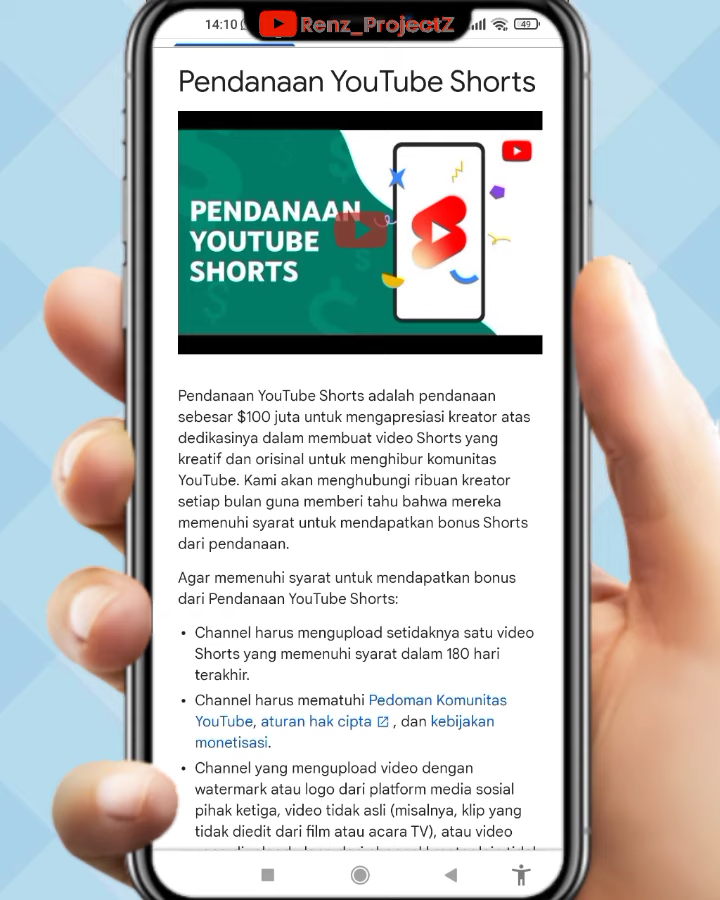 14:10
Renz_ProjectZ
49
Pendanaan YouTube Shorts
PENDANAAN
YOUTUBE
SHORTS
Pendanaan YouTube Shorts adalah pendanaan
sebesar $100 juta untuk mengapresiasi kreator atas
dedikasinya dalam membuat video Shorts yang
kreatif dan orisinal untuk menghibur komunitas
YouTube. Kami akan menghubungi ribuan kreator
setiap bulan guna memberi tahu bahwa mereka
memenuhi syarat untuk mendapatkan bonus Shorts
dari pendanaan.
Agar memenuhi syarat untuk mendapatkan bonus
dari Pendanaan YouTube Shorts:
• Channel harus mengupload setidaknya satu video
Shorts yang memenuhi syarat dalam 180 hari
terakhir.
• Channel harus mematuhi Pedoman Komunitas
YouTube, aturan hak cipta , dan kebijakan
monetisasi.
• Channel yang mengupload video dengan
watermark atau logo dari platform media sosial
pihak ketiga, video tidak asli (misalnya, klip yang
tidak diedit dari film atau acara TV), atau video